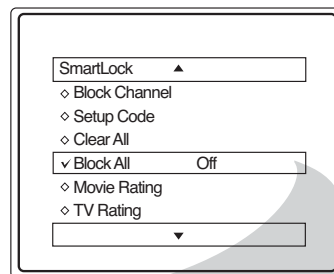 SmartLock
Block Channel
Setup Code
Clear All
Block All Off
Movie Rating
TV Rating